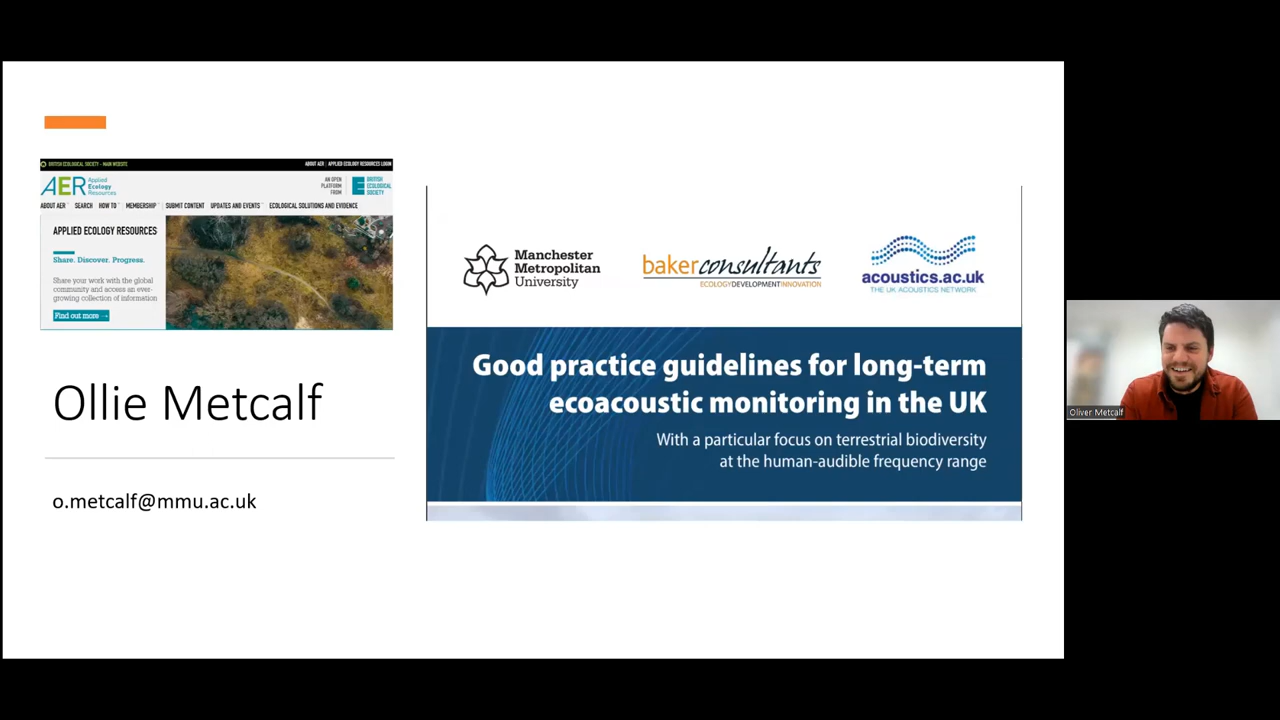 BRITISH ECOLOGICAL SOCIETY - MAIN WEBSITE
ABOUT AER | APPLIED ECOLOGY RESOURCES LOGIN
AER Applied
Ecology
Resources
AN OPEN
PLATFORM
FROM
BRITISH
ECOLOGICAL
SOCIETY
ABOUT AER SEARCH HOW TO MEMBERSHIP SUBMIT CONTENT UPDATES AND EVENTS ECOLOGICAL SOLUTIONS AND EVIDENCE
APPLIED ECOLOGY RESOURCES
Share. Discover. Progress.
Share your work with the global
community and access an ever-
growing collection of information
Find out more →
Ollie Metcalf
o.metcalf@mmu.ac.uk
Manchester
Metropolitan
University
bakerconsultants
ECOLOGYDEVELOPMENTINNOVATION
acoustics.ac.uk
THE UK ACOUSTICS NETWORK
Good practice guidelines for long-term
ecoacoustic monitoring in the UK
With a particular focus on terrestrial biodiversity
at the human-audible frequency range
Oliver Metcalf